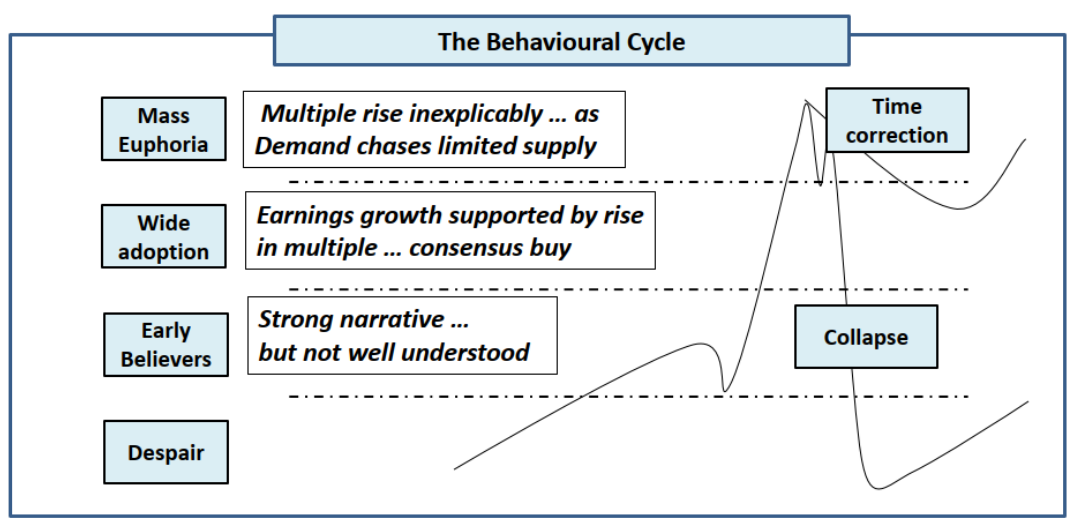 The Behavioural Cycle
Mass
Euphoria
Multiple rise inexplicably … as
Demand chases limited supply
Time
correction
Wide
adoption
Earnings growth supported by rise
in multiple … consensus buy
Early
Believers
Strong narrative …
but not well understood
Collapse
Despair